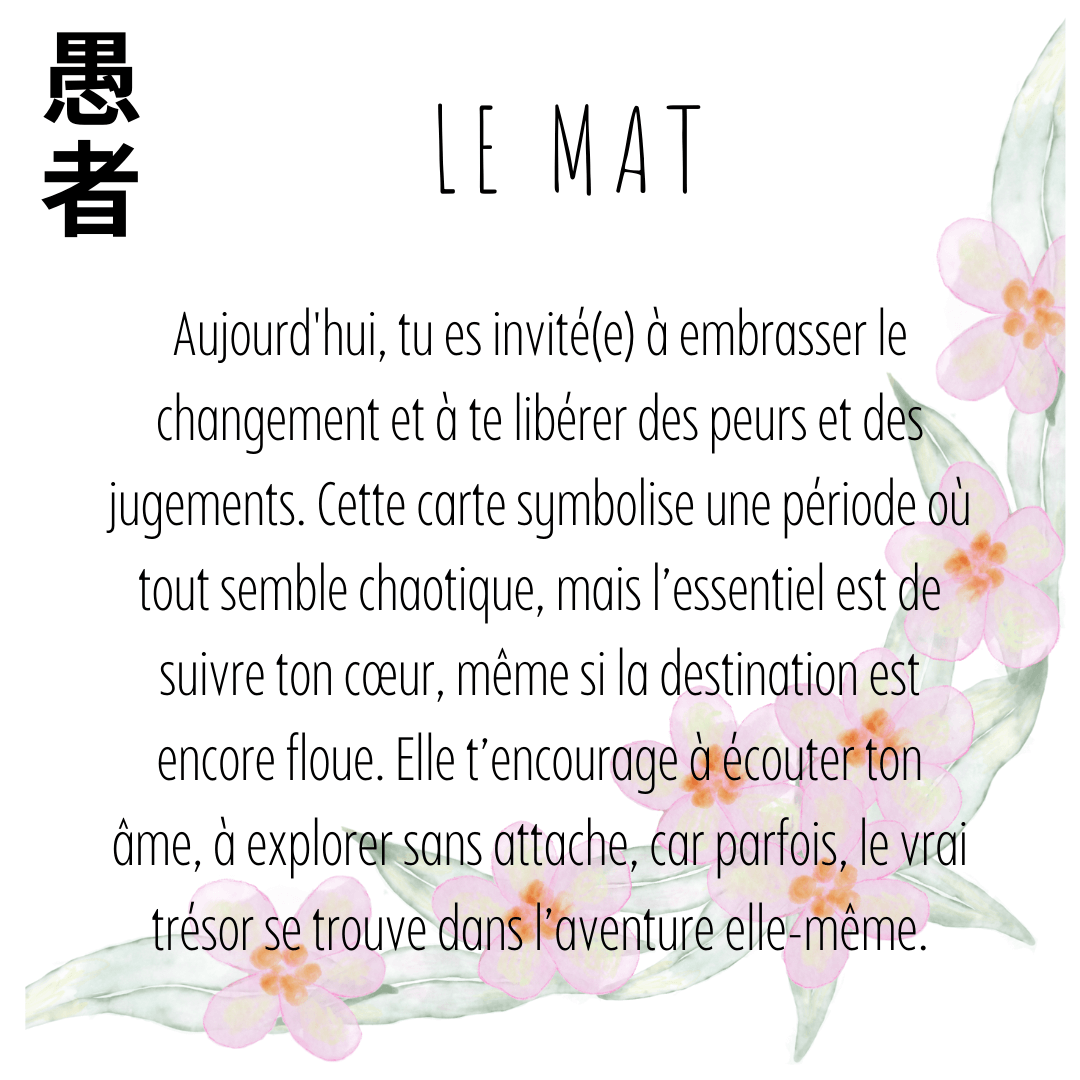 愚者
LE MAT
Aujourd'hui, tu es invité(e) à embrasser le
changement et à te libérer des peurs et des
jugements. Cette carte symbolise une période où
tout semble chaotique, mais l’essentiel est de
suivre ton cœur, même si la destination est
encore floue. Elle t’encourage à écouter ton
âme, à explorer sans attache, car parfois, le vrai
trésor se trouve dans l’aventure elle-même.